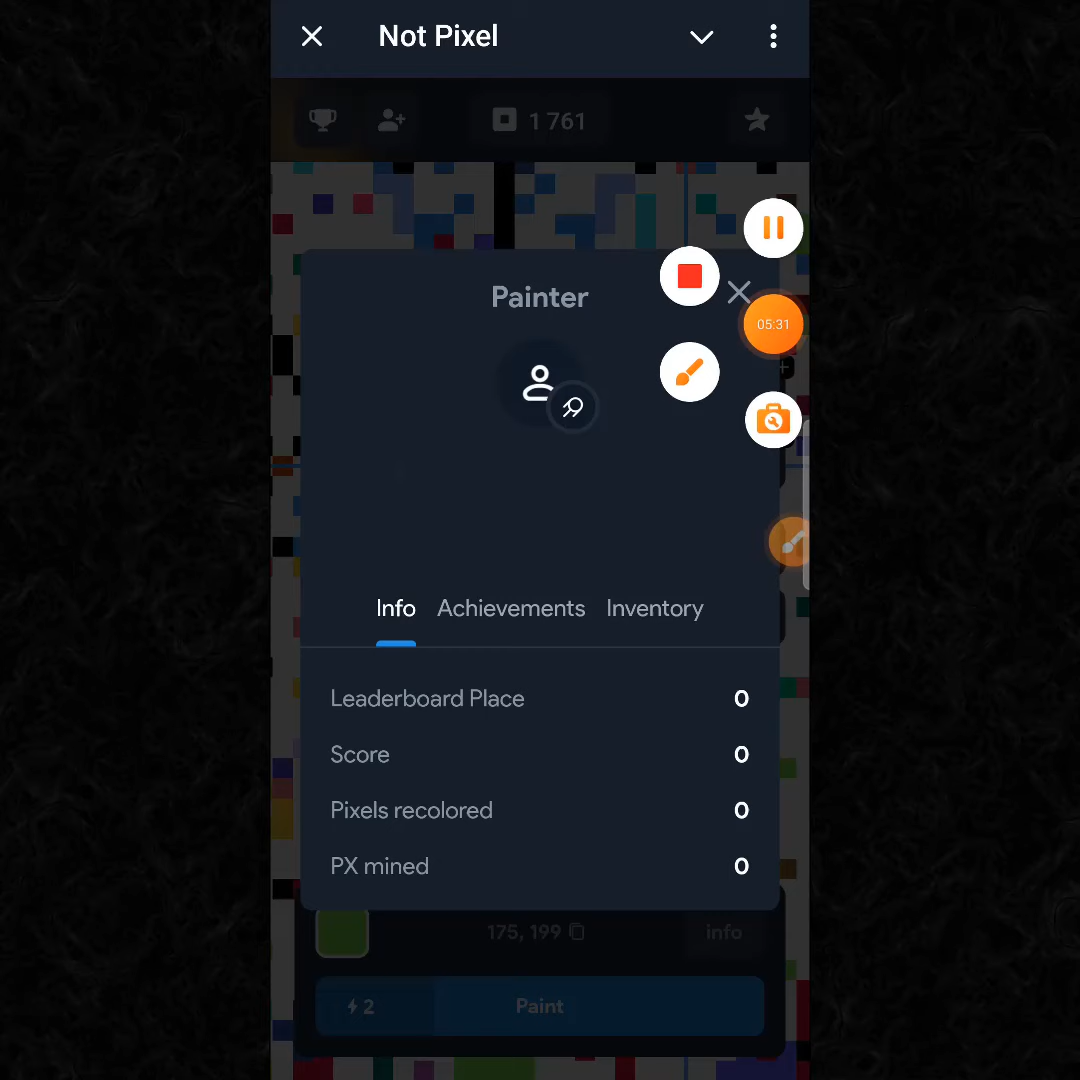 Not Pixel
1 761
Painter
05:31
Info Achievements Inventory
Leaderboard Place 0
Score 0
Pixels recolored 0
PX mined 0
175, 199 info
2 Paint